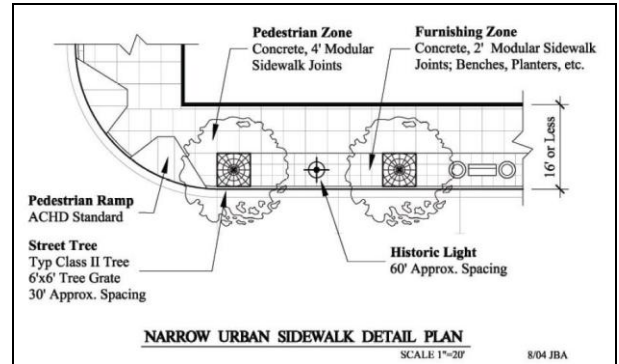 Pedestrian Zone
Concrete, 4' Modular
Sidewalk Joints
Furnishing Zone
Concrete, 2' Modular Sidewalk
Joints; Benches, Planters, etc.
16' or Less
Pedestrian Ramp
ACHD Standard
Street Tree
Typ Class II Tree
6'x6' Tree Grate
30' Approx. Spacing
Historic Light
60' Approx. Spacing
NARROW URBAN SIDEWALK DETAIL PLAN
SCALE 1"=20'
8/04 JBA